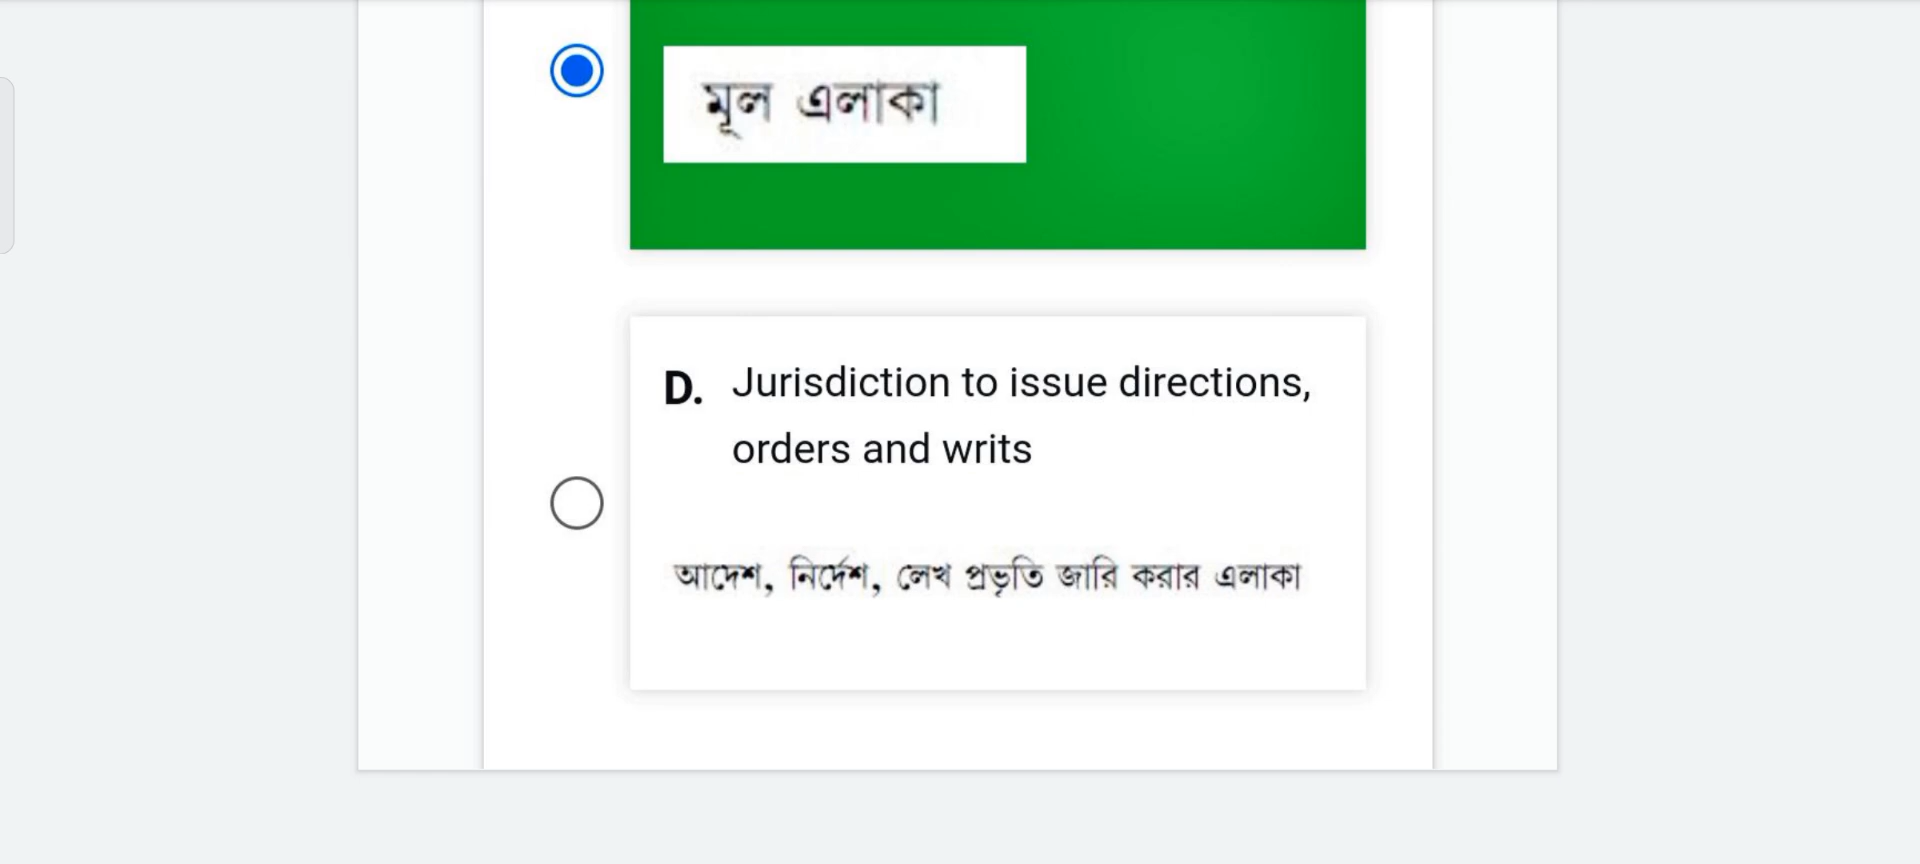 মূল এলাকা
D. Jurisdiction to issue directions,
orders and writs
আদেশ, নির্দেশ, লেখ প্রভৃতি জারি করার এলাকা